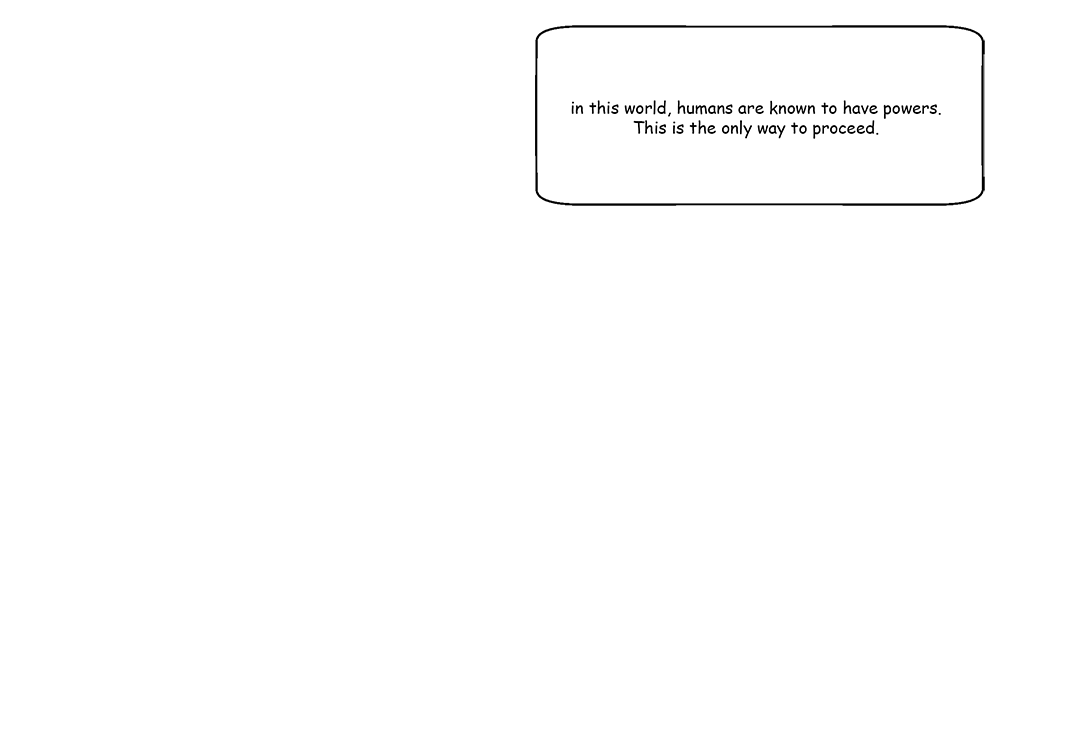 in this world, humans are known to have powers.
This is the only way to proceed.